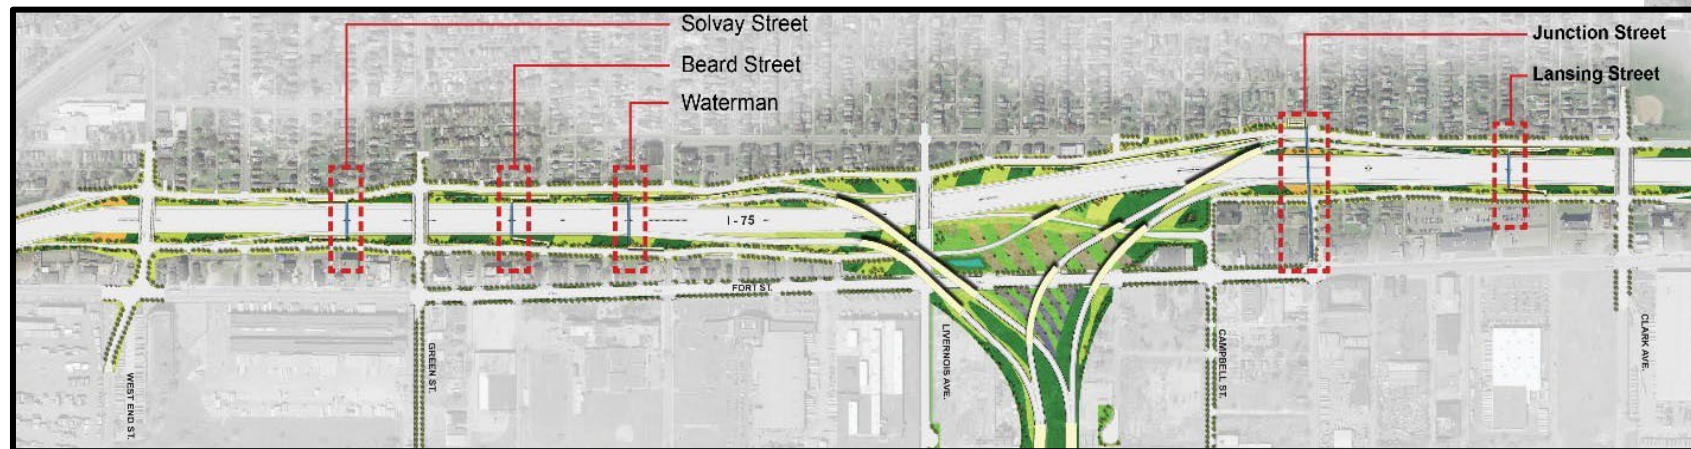 Solvay Street
Beard Street
Waterman
Junction Street
Lansing Street
I - 75
FORT ST.
WEST END ST.
GREEN ST.
LIVERNOIS AVE.
CAMPBELL ST.
CLARK AVE.